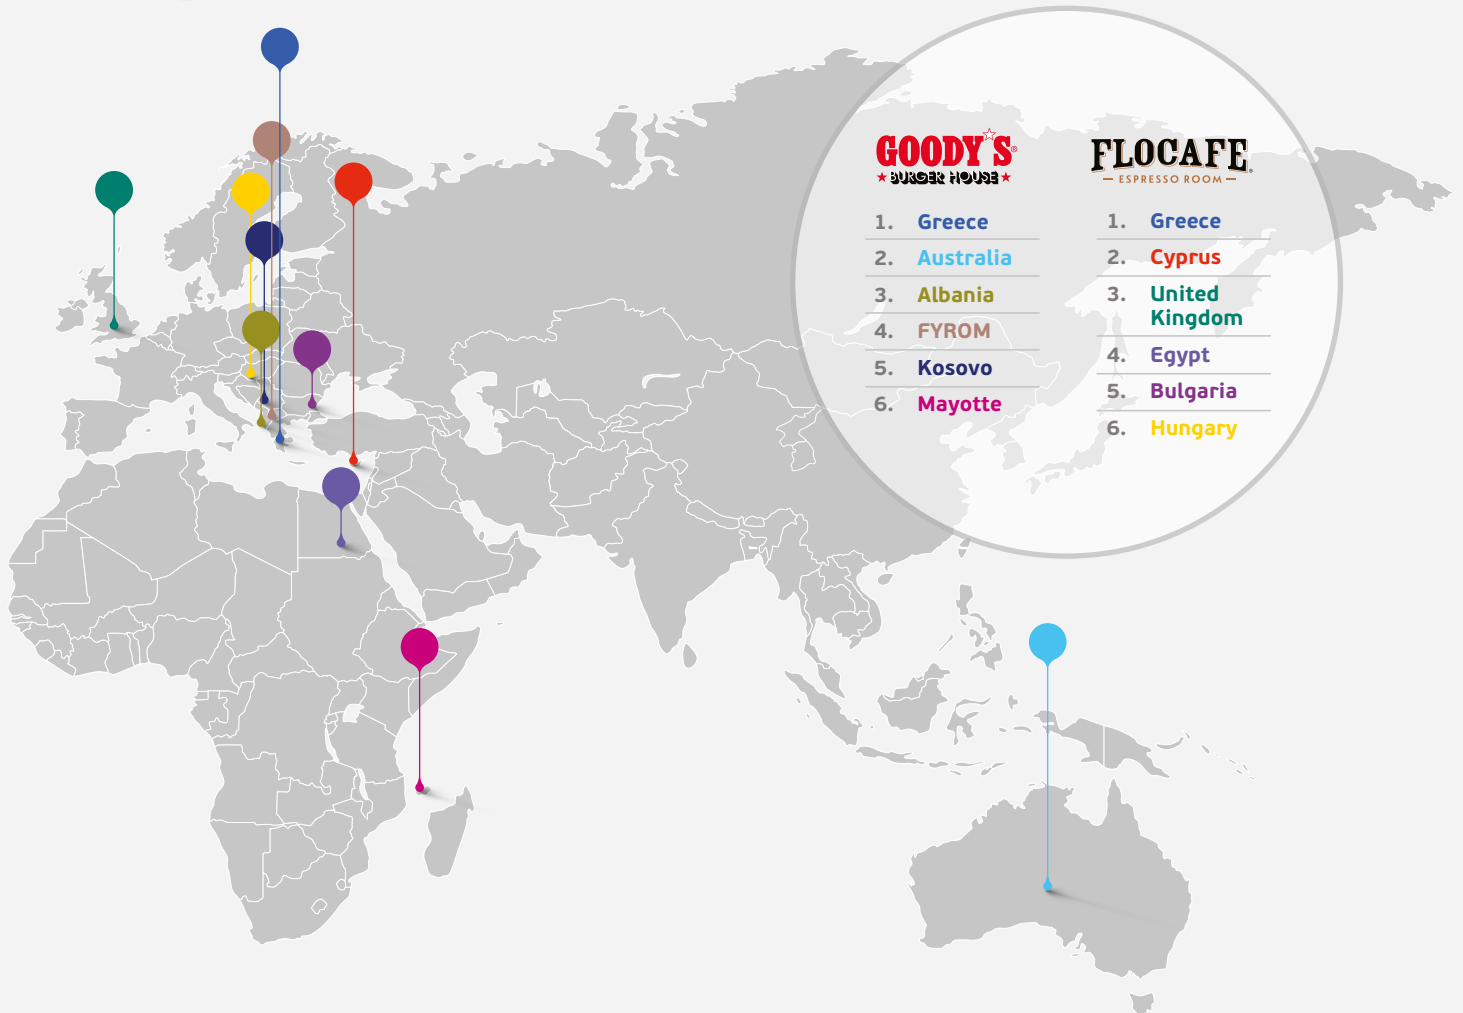 GOODY'S®
BURGER HOUSE
1. Greece
2. Australia
3. Albania
4. FYROM
5. Kosovo
6. Mayotte
FLOCAFE®
ESPRESSO ROOM
1. Greece
2. Cyprus
3. United
Kingdom
4. Egypt
5. Bulgaria
6. Hungary